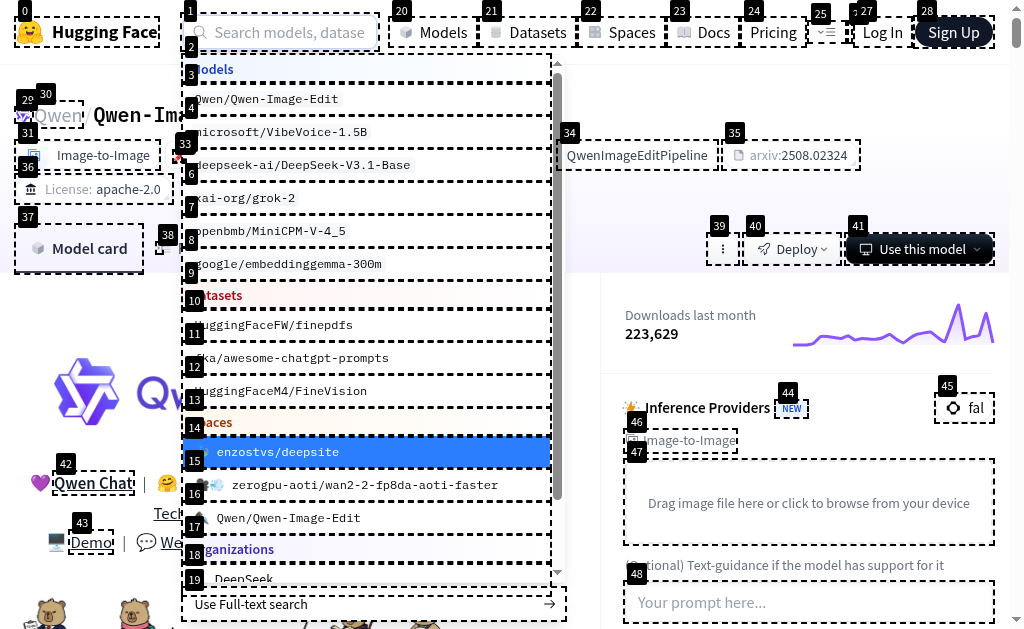 0 1 20 21 22 23 24 25 27 28
Hugging Face
Search models, datase
Models
Datasets
Spaces
Docs
Pricing
Log In
Sign Up
2
Models
3
Qwen/Qwen-Image-Edit
4
microsoft/VibeVoice-1.5B
deepseek-ai/DeepSeek-V3.1-Base
6
xai-org/grok-2
7
openbmb/MiniCPM-V-4_5
8
google/embeddinggemma-300m
9
Datasets
10
HuggingFaceFW/finepdfs
11
fka/awesome-chatgpt-prompts
12
HuggingFaceM4/FineVision
13
Spaces
14
enzostvs/deepsite
15
zerogpu-aoti/wan2-2-fp8da-aoti-faster
16
Qwen/Qwen-Image-Edit
17
Organizations
18
DeepSeek
19
Use Full-text search
29 30
Qwen/Qwen-Ima
31
Image-to-Image
33
34
QwenImageEditPipeline
35
arxiv:2508.02324
36
License: apache-2.0
37
Model card
38
39
40
Deploy
41
Use this model
Downloads last month
223,629
Qw
42
Qwen Chat |
Tech
43
Demo | We
44
Inference Providers NEW
45
fal
46
Image-to-Image
47
Drag image file here or click to browse from your device
(Optional) Text-guidance if the model has support for it
48
Your prompt here...